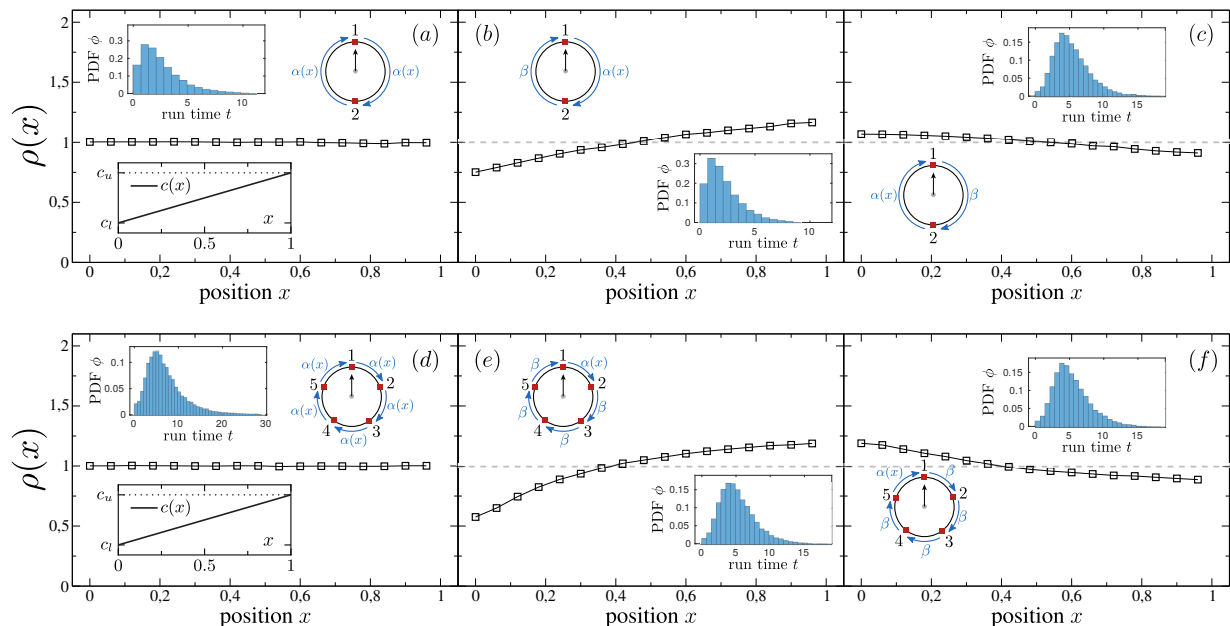 2
1,5
1
0,5
0
ρ(x)
0 0,2 0,4 0,6 0,8 1
position x
(a)
PDF ϕ
0.3
0.2
0.1
0
0 5 10
run time t
1
α(x) α(x)
2
c_u
c(x)
c_l
x
0 0.5 1
(b)
1
β α(x)
2
PDF ϕ
0.3
0.2
0.1
0
0 5 10
run time t
0 0,2 0,4 0,6 0,8 1
position x
(c)
PDF ϕ
0.15
0.1
0.05
0
0 5 10 15
run time t
1
α(x) β
2
0 0,2 0,4 0,6 0,8 1
position x
2
1,5
1
0,5
0
ρ(x)
0 0,2 0,4 0,6 0,8 1
position x
(d)
PDF ϕ
0.1
0.05
0
0 10 20 30
run time t
1
α(x) α(x)
5 2
α(x) α(x)
4 3
α(x)
c_u
c(x)
c_l
x
0 0.5 1
(e)
1
β α(x)
5 2
β β
4 3
β
PDF ϕ
0.15
0.1
0.05
0
0 5 10 15
run time t
0 0,2 0,4 0,6 0,8 1
position x
(f)
PDF ϕ
0.15
0.1
0.05
0
0 5 10 15
run time t
1
α(x) β
5 2
β β
4 3
β
0 0,2 0,4 0,6 0,8 1
position x